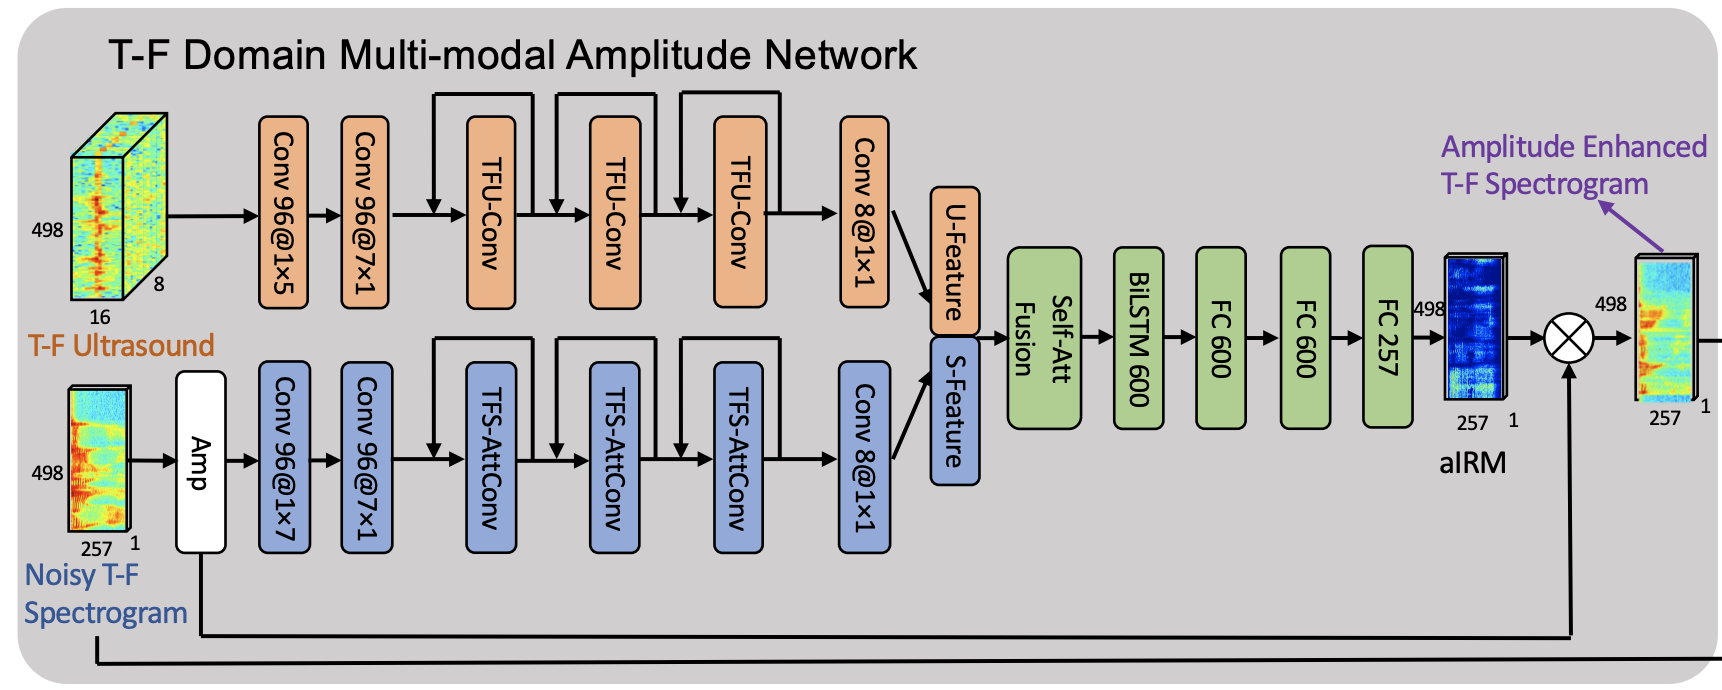 T-F Domain Multi-modal Amplitude Network
498
8
16
T-F Ultrasound
Conv 96@1×5
Conv 96@7×1
TFU-Conv
TFU-Conv
TFU-Conv
Conv 8@1×1
U-Feature
498
257
1
Noisy T-F
Spectrogram
Amp
Conv 96@1×7
Conv 96@7×1
TFS-AttConv
TFS-AttConv
TFS-AttConv
Conv 8@1×1
S-Feature
Self-Att
Fusion
BiLSTM 600
FC 600
FC 600
FC 257
498
257
1
aIRM
498
257
1
Amplitude Enhanced
T-F Spectrogram